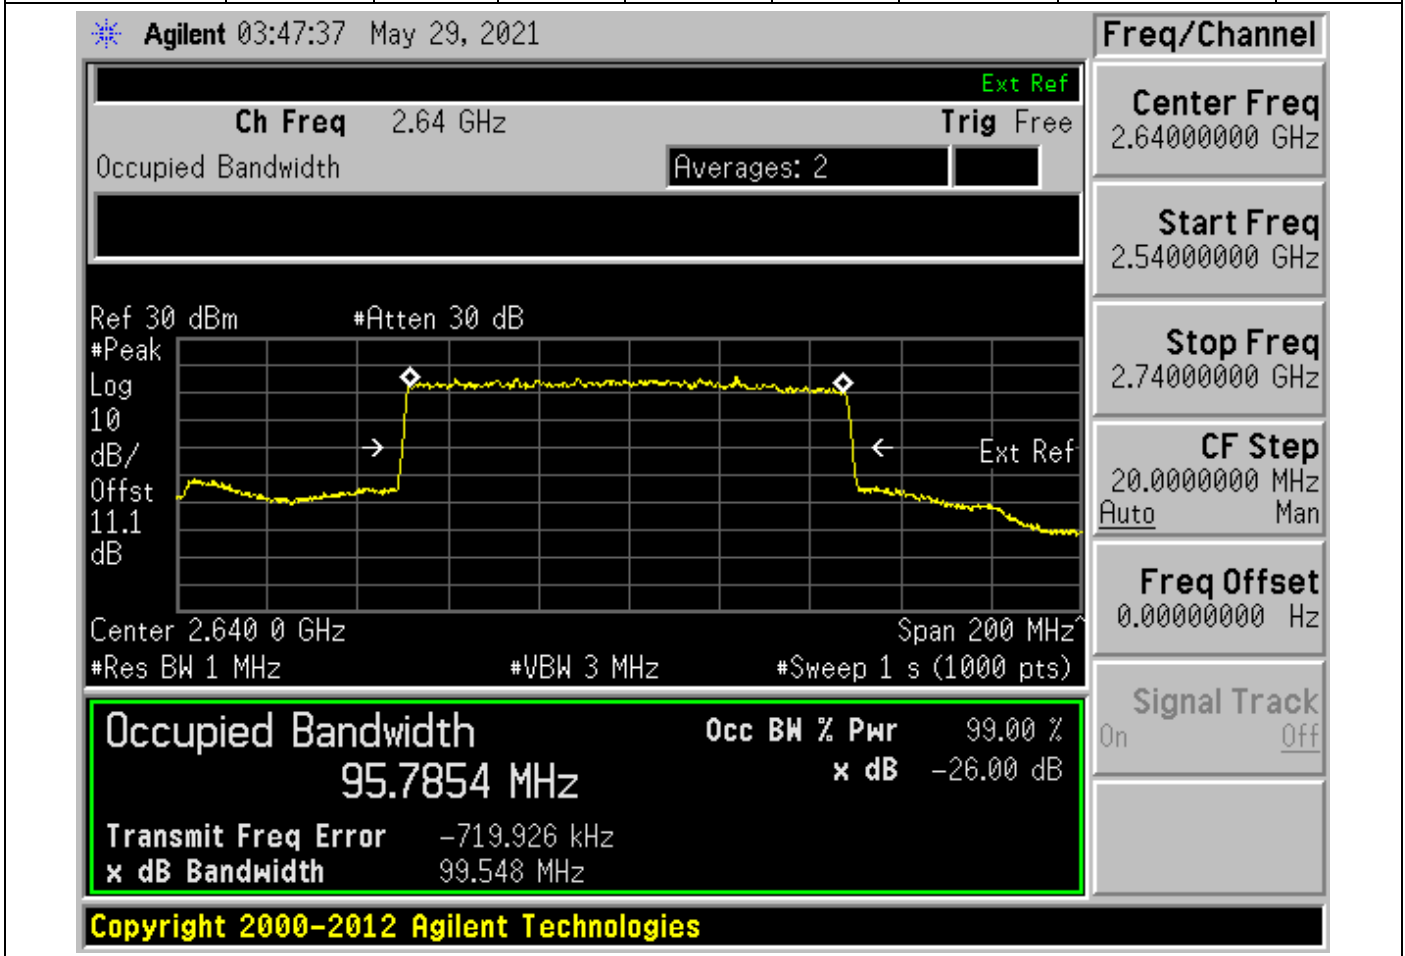 Agilent 03:47:37 May 29, 2021
Freq/Channel
Ext Ref
Ch Freq 2.64 GHz Trig Free
Occupied Bandwidth Averages: 2
Center Freq
2.64000000 GHz
Start Freq
2.54000000 GHz
Stop Freq
2.74000000 GHz
CF Step
20.0000000 MHz
Auto Man
Freq Offset
0.00000000 Hz
Signal Track
On Off
Ref 30 dBm #Atten 30 dB
#Peak
Log
10
dB/
Offst
11.1
dB
Ext Ref
Center 2.640 0 GHz Span 200 MHz^
#Res BW 1 MHz #VBW 3 MHz #Sweep 1 s (1000 pts)
Occupied Bandwidth
95.7854 MHz
Occ BW % Pwr 99.00 %
x dB -26.00 dB
Transmit Freq Error -719.926 kHz
x dB Bandwidth 99.548 MHz
Copyright 2000-2012 Agilent Technologies